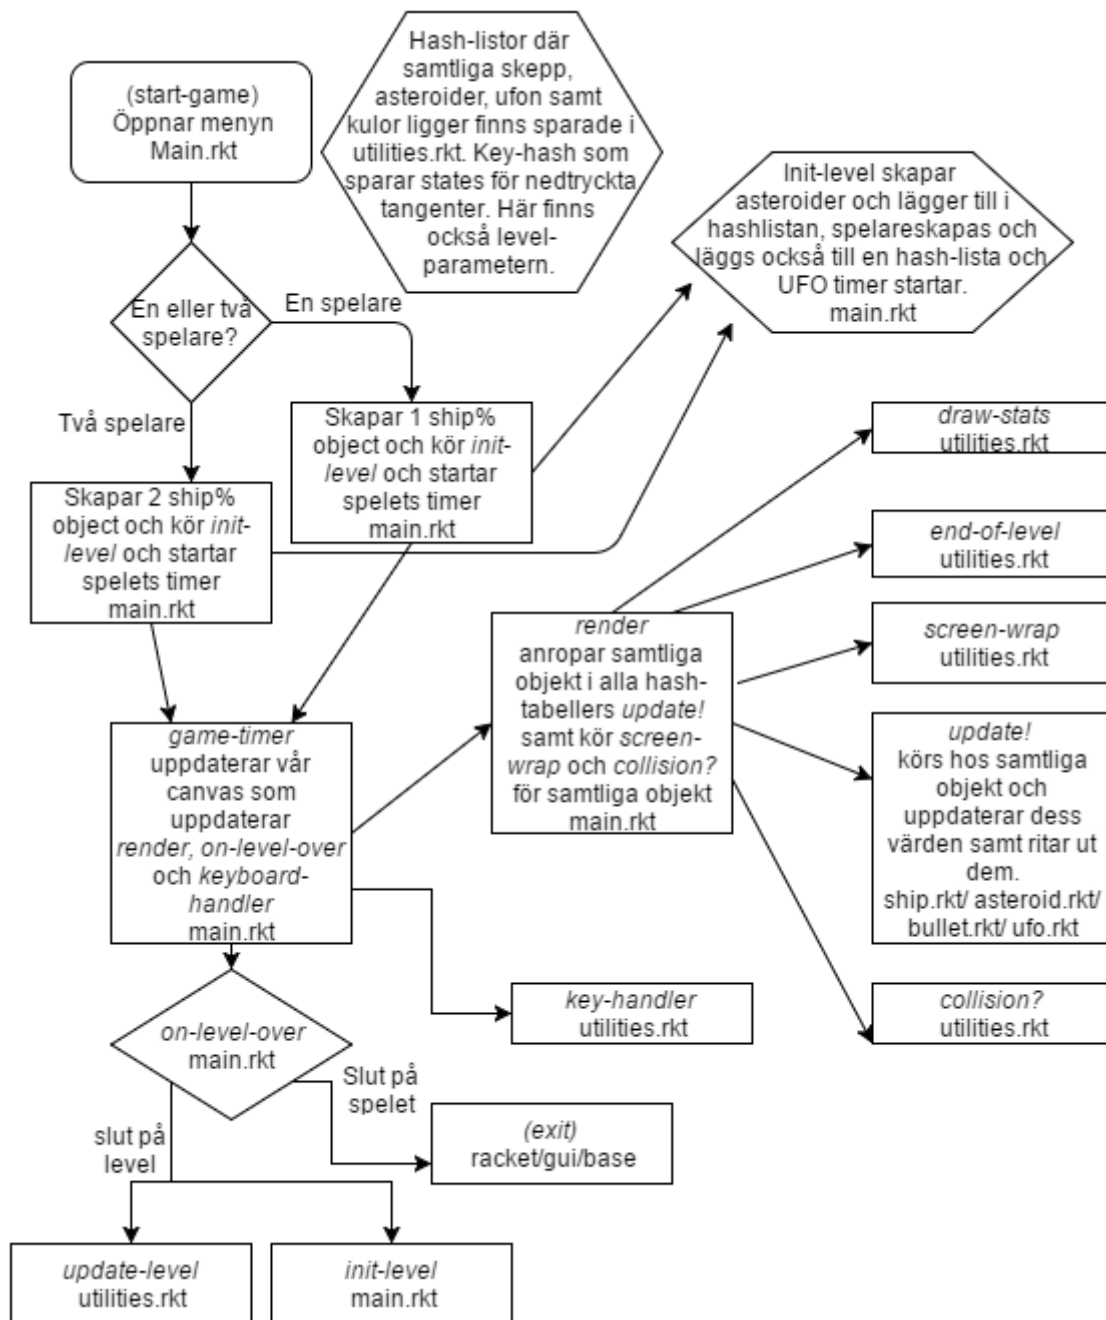 (start-game)
Öppnar menyn
Main.rkt
Hash-listor där
samtliga skepp,
asteroider, ufon samt
kulor ligger finns sparade i
utilities.rkt. Key-hash som
sparar states för nedtryckta
tangenter. Här finns
också level-
parametern.
Init-level skapar
asteroider och lägger till i
hashlistan, spelareskapas och
läggs också till en hash-lista och
UFO timer startar.
main.rkt
En eller två
spelare?
En spelare
Två spelare
Skapar 1 ship%
object och kör init-
level och startar
spelets timer
main.rkt
Skapar 2 ship%
object och kör init-
level och startar
spelets timer
main.rkt
draw-stats
utilities.rkt
end-of-level
utilities.rkt
screen-wrap
utilities.rkt
render
anropar samtliga
objekt i alla hash-
tabellers update!
samt kör screen-
wrap och collision?
för samtliga objekt
main.rkt
game-timer
uppdaterar vår
canvas som
uppdaterar
render, on-level-over
och keyboard-
handler
main.rkt
update!
körs hos samtliga
objekt och
uppdaterar dess
värden samt ritar ut
dem.
ship.rkt/ asteroid.rkt/
bullet.rkt/ ufo.rkt
key-handler
utilities.rkt
collision?
utilities.rkt
on-level-over
main.rkt
Slut på
spelet
slut på
level
(exit)
racket/gui/base
update-level
utilities.rkt
init-level
main.rkt